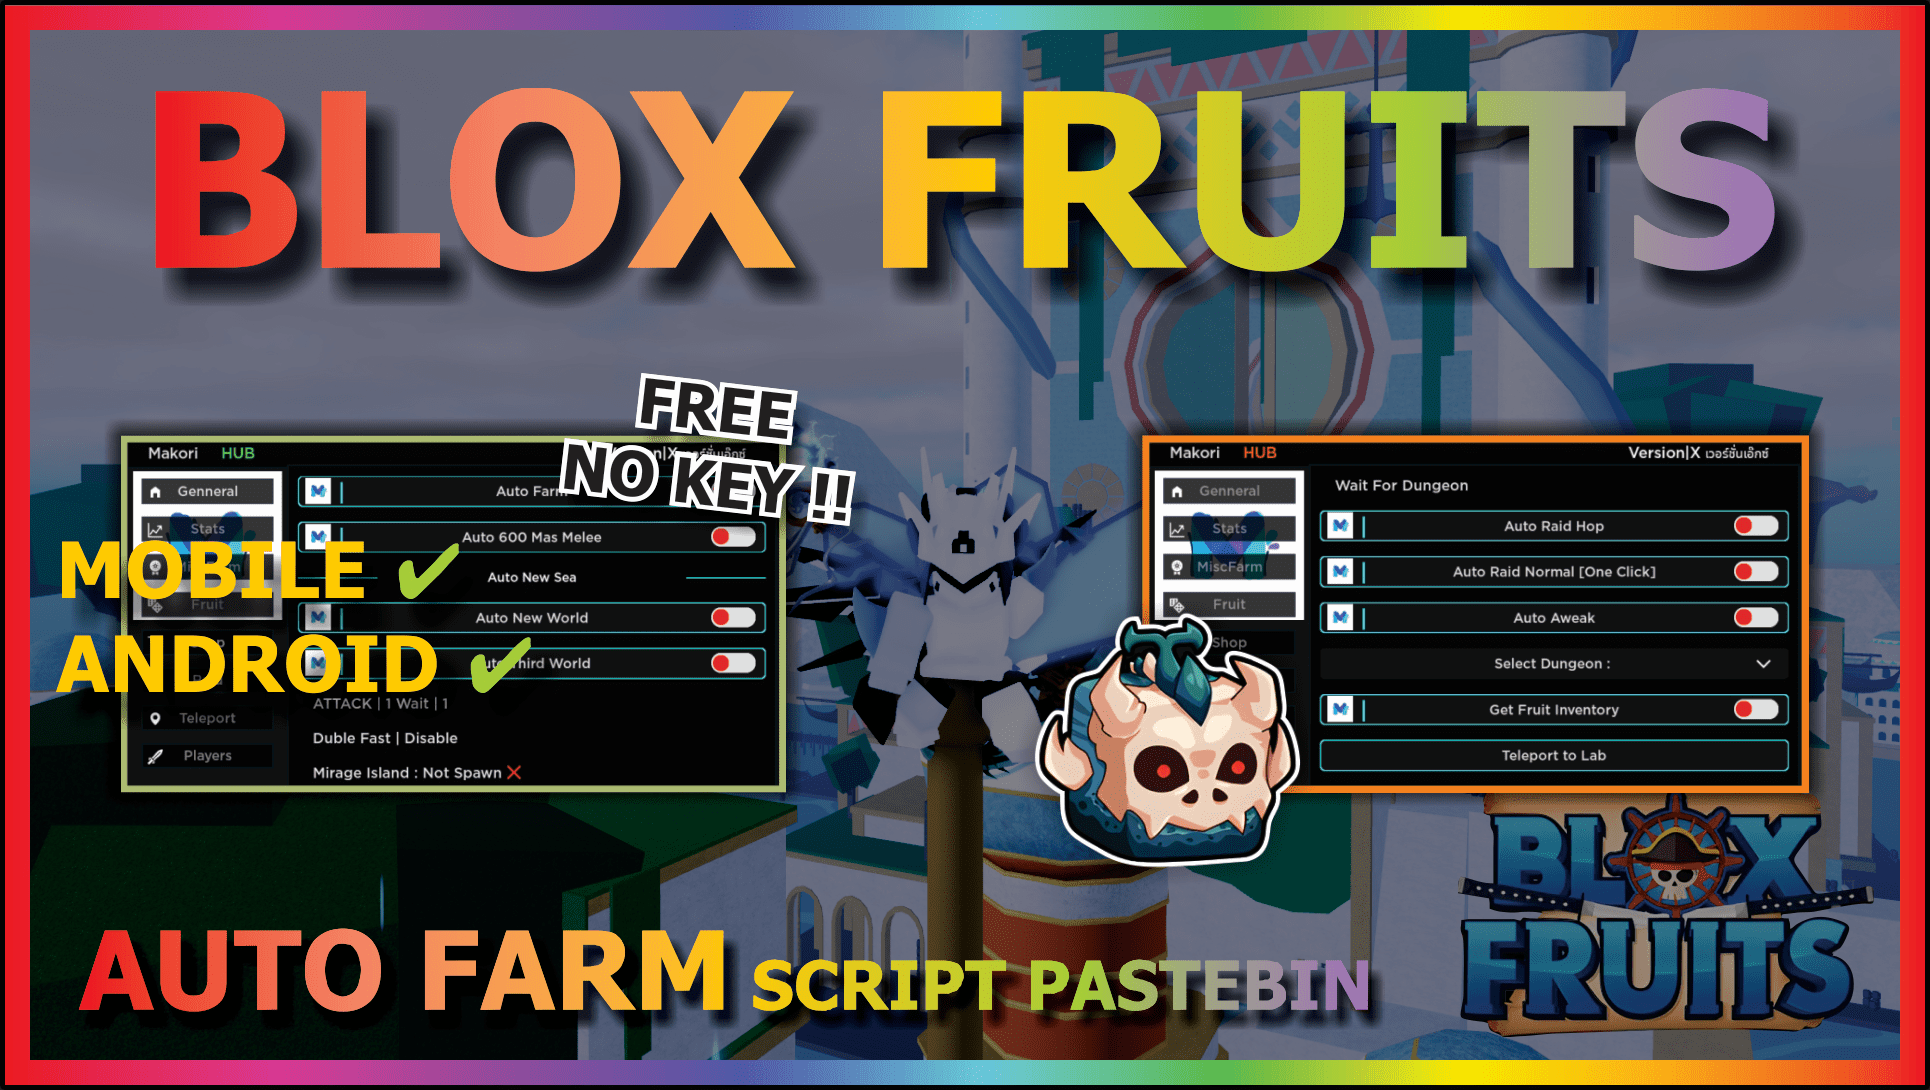 BLOX FRUITS
FREE
NO KEY !!
Makori HUB
Genneral
Stats
Fruit
Teleport
Players
Auto Farm
Auto 600 Mas Melee
Auto New Sea
Auto New World
Third World
ATTACK | 1 Wait | 1
Duble Fast | Disable
Mirage Island : Not Spawn
MOBILE
ANDROID
Makori HUB
Version|X เวอร์ชั่นเอ็กซ์
Genneral
Stats
MiscFarm
Fruit
Shop
Wait For Dungeon
Auto Raid Hop
Auto Raid Normal [One Click]
Auto Aweak
Select Dungeon :
Get Fruit Inventory
Teleport to Lab
BLOX
FRUITS
AUTO FARM SCRIPT PASTEBIN